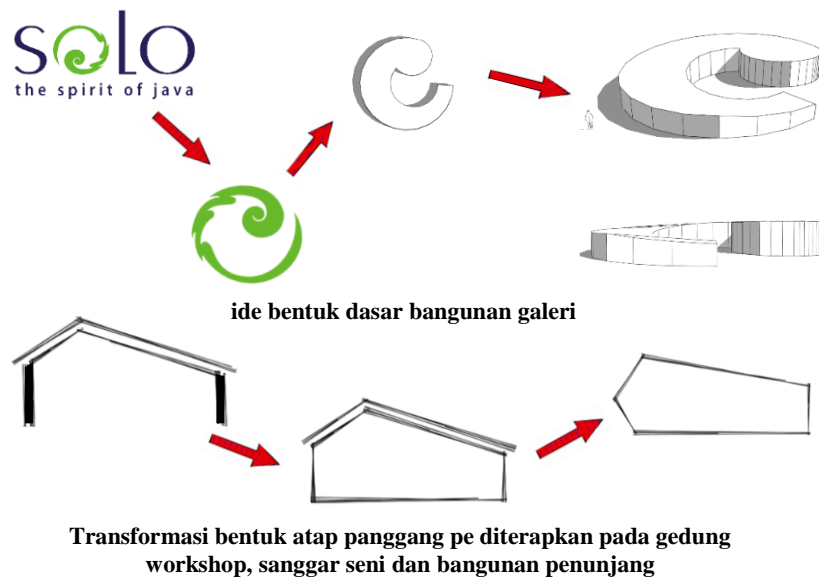 SOLO
the spirit of java
ide bentuk dasar bangunan galeri
Transformasi bentuk atap panggang pe diterapkan pada gedung
workshop, sanggar seni dan bangunan penunjang